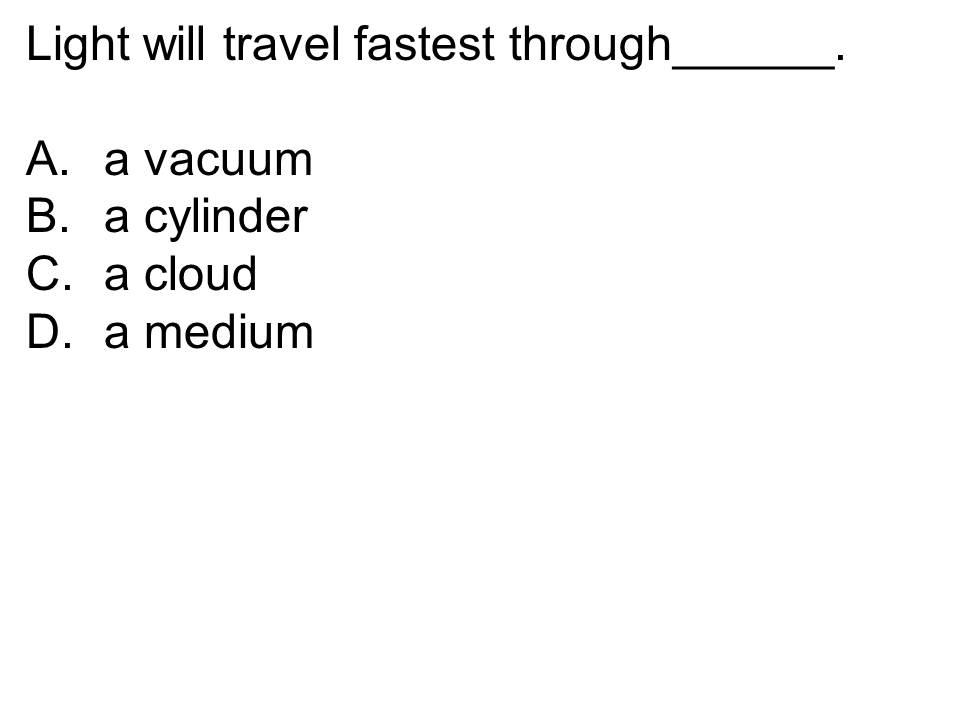 Light will travel fastest through______.
A. a vacuum
B. a cylinder
C. a cloud
D. a medium